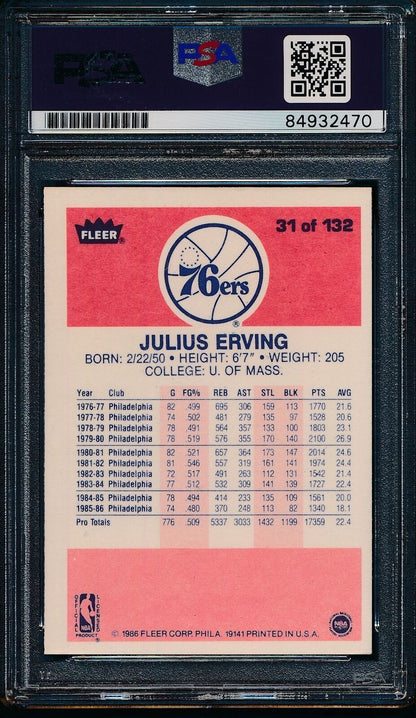 PSA
PSA
84932470
FLEER®
31 of 132
76ers
®
JULIUS ERVING
BORN: 2/22/50 • HEIGHT: 6'7" • WEIGHT: 205
COLLEGE: U. OF MASS.
Year Club G FG% REB AST STL BLK PTS AVG
1976-77 Philadelphia 82 .499 695 306 159 113 1770 21.6
1977-78 Philadelphia 74 .502 481 279 135 97 1528 20.6
1978-79 Philadelphia 78 .491 564 357 133 100 1803 23.1
1979-80 Philadelphia 78 .519 576 355 170 140 2100 26.9
1980-81 Philadelphia 82 .521 657 364 173 147 2014 24.6
1981-82 Philadelphia 81 .546 557 319 161 141 1974 24.4
1982-83 Philadelphia 72 .517 491 263 112 131 1542 21.4
1983-84 Philadelphia 77 .512 532 309 141 139 1727 22.4
1984-85 Philadelphia 78 .494 414 233 135 109 1561 20.0
1985-86 Philadelphia 74 .480 370 248 113 82 1340 18.1
Pro Totals 776 .509 5337 3033 1432 1199 17359 22.4
OFFICIAL LICENSED
NBA
PRODUCT
© 1986 FLEER CORP. PHILA. 19141 PRINTED IN U.S.A.
NBA
PSA